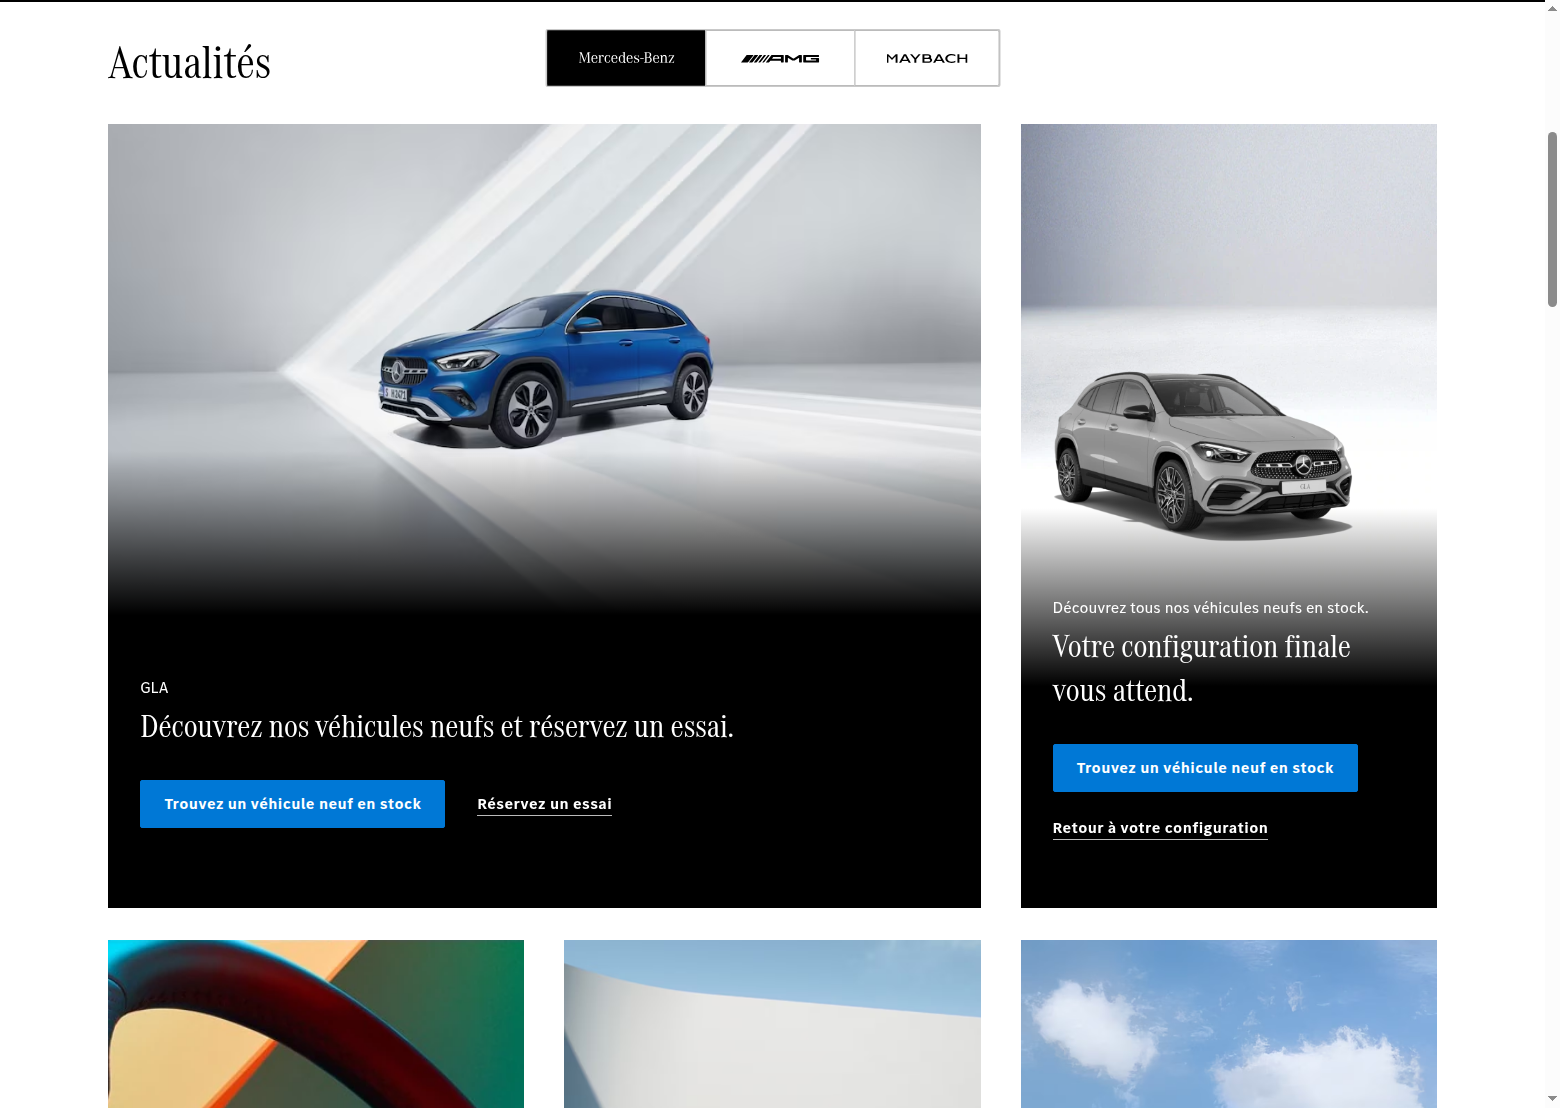 Actualités
Mercedes-Benz
AMG
MAYBACH
GLA
Découvrez nos véhicules neufs et réservez un essai.
Trouvez un véhicule neuf en stock
Réservez un essai
GLA
Découvrez tous nos véhicules neufs en stock.
Votre configuration finale
vous attend.
Trouvez un véhicule neuf en stock
Retour à votre configuration